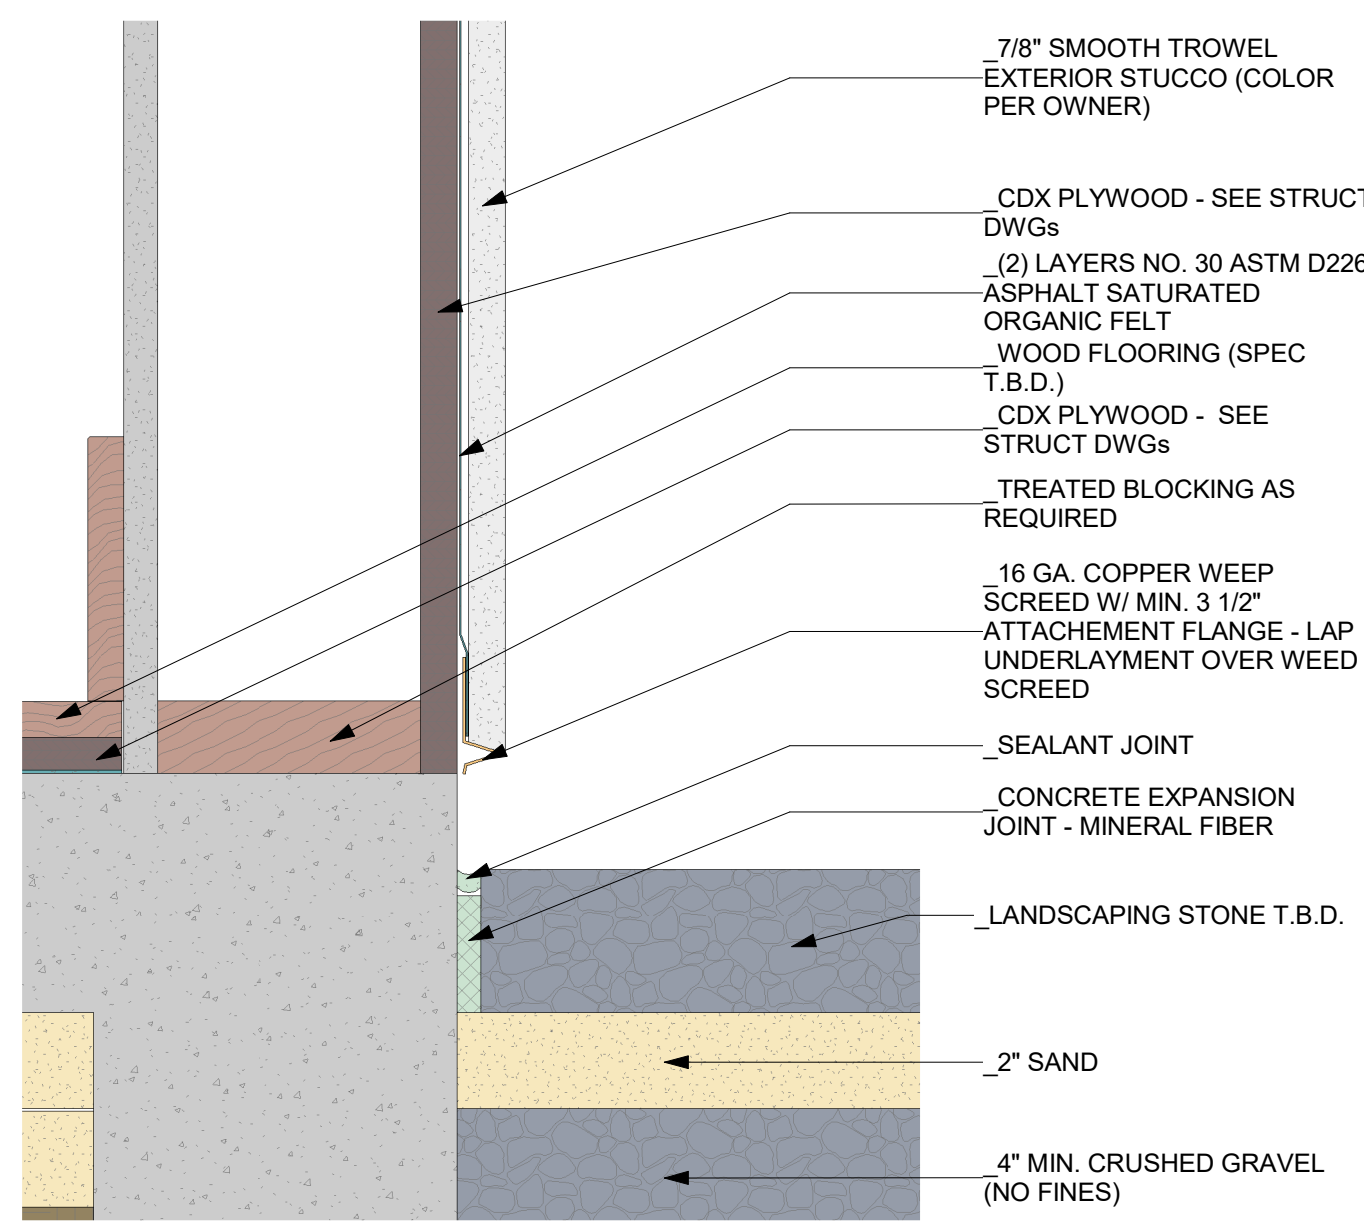 _7/8" SMOOTH TROWEL
EXTERIOR STUCCO (COLOR
PER OWNER)
_CDX PLYWOOD - SEE STRUCT
DWGs
_(2) LAYERS NO. 30 ASTM D226
ASPHALT SATURATED
ORGANIC FELT
_WOOD FLOORING (SPEC
T.B.D.)
_CDX PLYWOOD - SEE
STRUCT DWGs
_TREATED BLOCKING AS
REQUIRED
_16 GA. COPPER WEEP
SCREED W/ MIN. 3 1/2"
ATTACHEMENT FLANGE - LAP
UNDERLAYMENT OVER WEED
SCREED
_SEALANT JOINT
_CONCRETE EXPANSION
JOINT - MINERAL FIBER
_LANDSCAPING STONE T.B.D.
_2" SAND
_4" MIN. CRUSHED GRAVEL
(NO FINES)